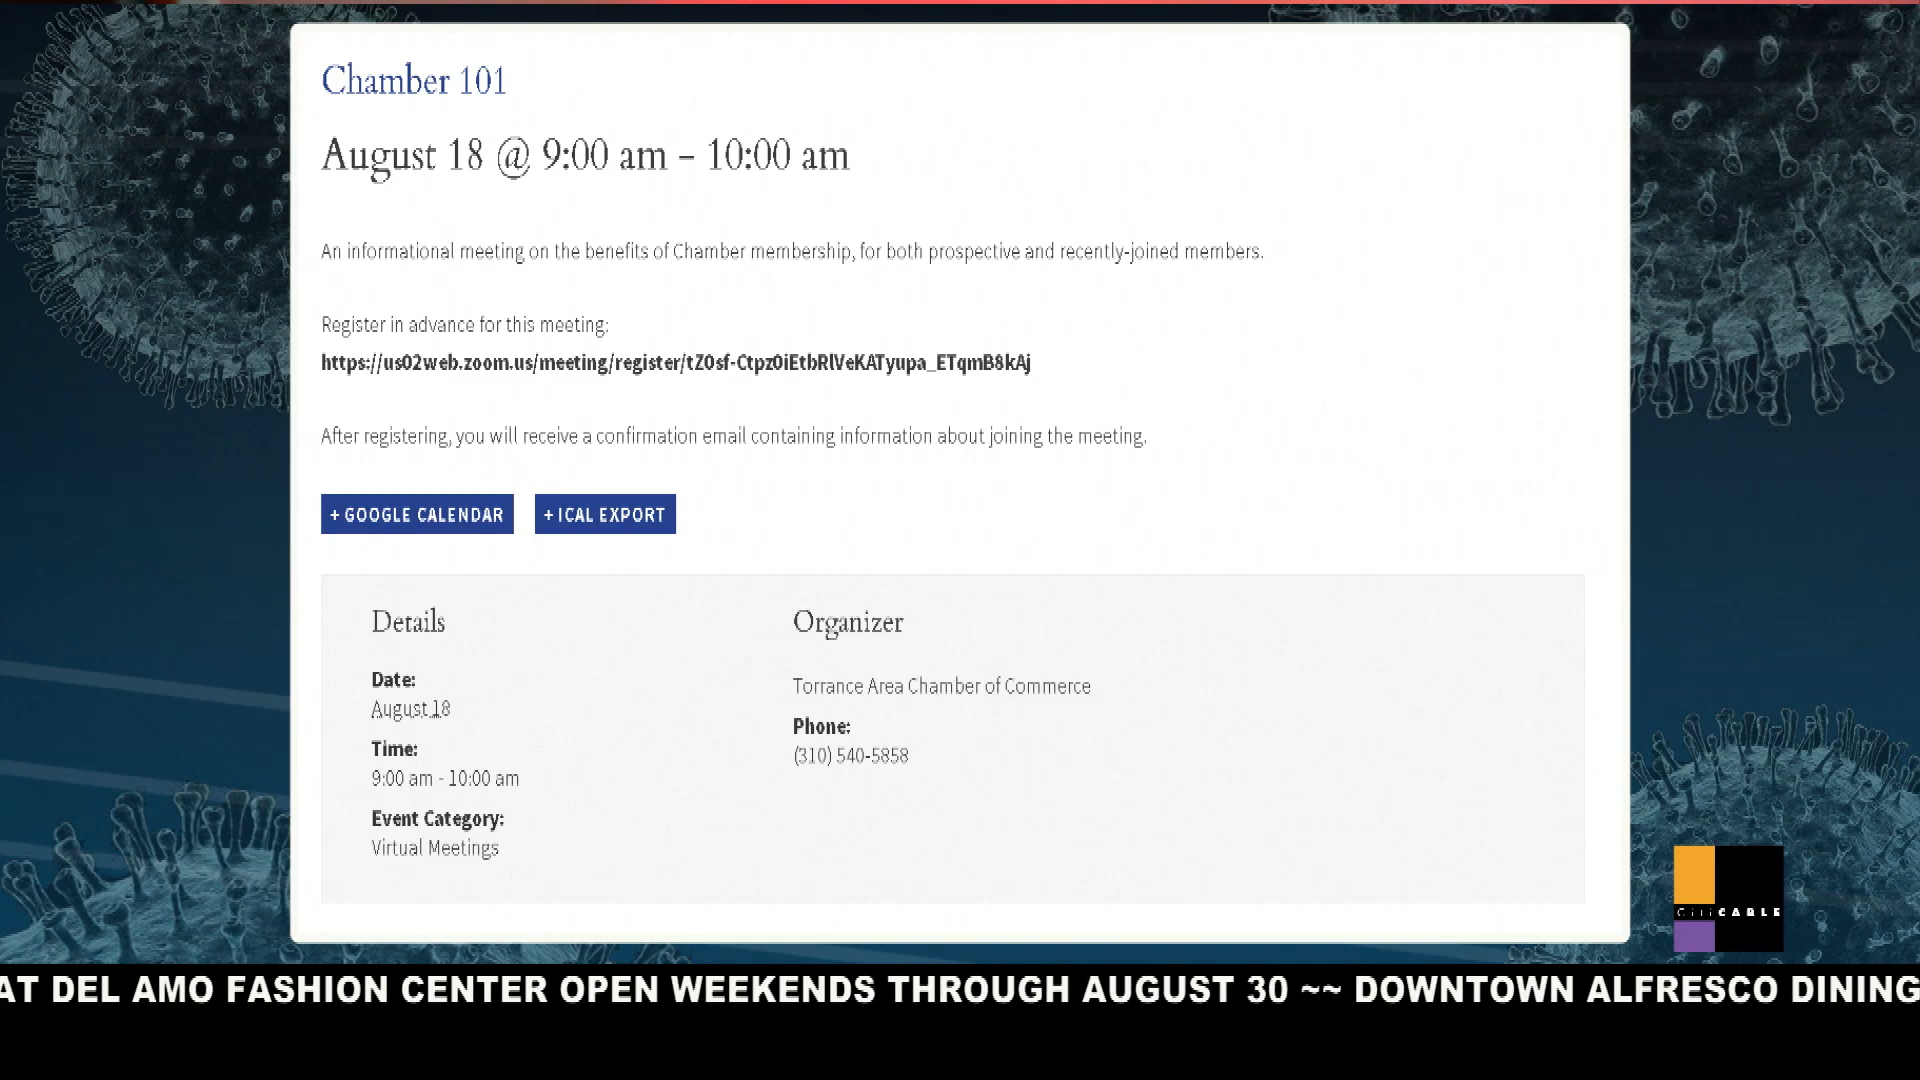 Chamber 101
August 18 @ 9:00 am – 10:00 am
An informational meeting on the benefits of Chamber membership, for both prospective and recently-joined members.
Register in advance for this meeting:
https://us02web.zoom.us/meeting/register/tZ0sf-Ctpz0iEtbRlVeKATyupa_ETqmB8kAj
After registering, you will receive a confirmation email containing information about joining the meeting.
+ GOOGLE CALENDAR + ICAL EXPORT
Details
Date:
August 18
Time:
9:00 am - 10:00 am
Event Category:
Virtual Meetings
Organizer
Torrance Area Chamber of Commerce
Phone:
(310) 540-5858
CitiCABLE
AT DEL AMO FASHION CENTER OPEN WEEKENDS THROUGH AUGUST 30 ~~ DOWNTOWN ALFRESCO DINING